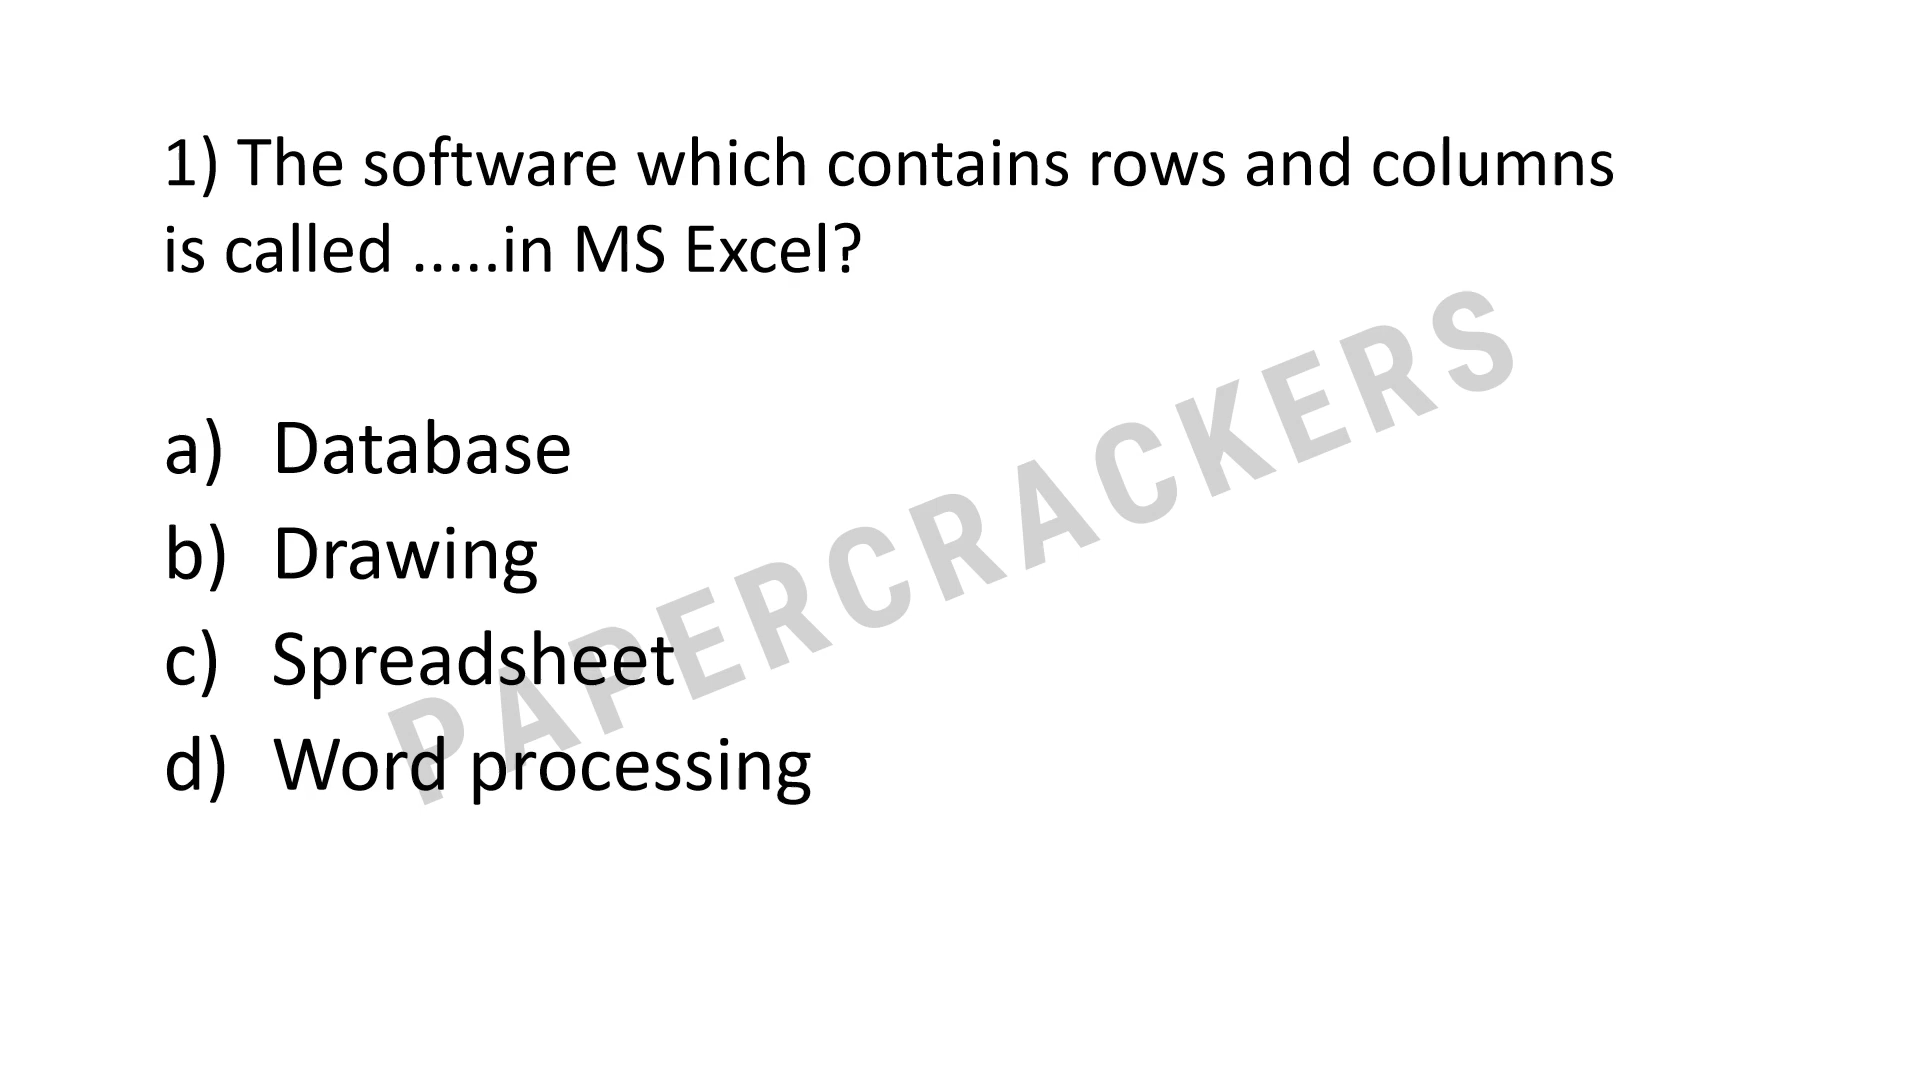 1) The software which contains rows and columns
is called .....in MS Excel?
a) Database
b) Drawing
c) Spreadsheet
d) Word processing
PAPERCRACKERS